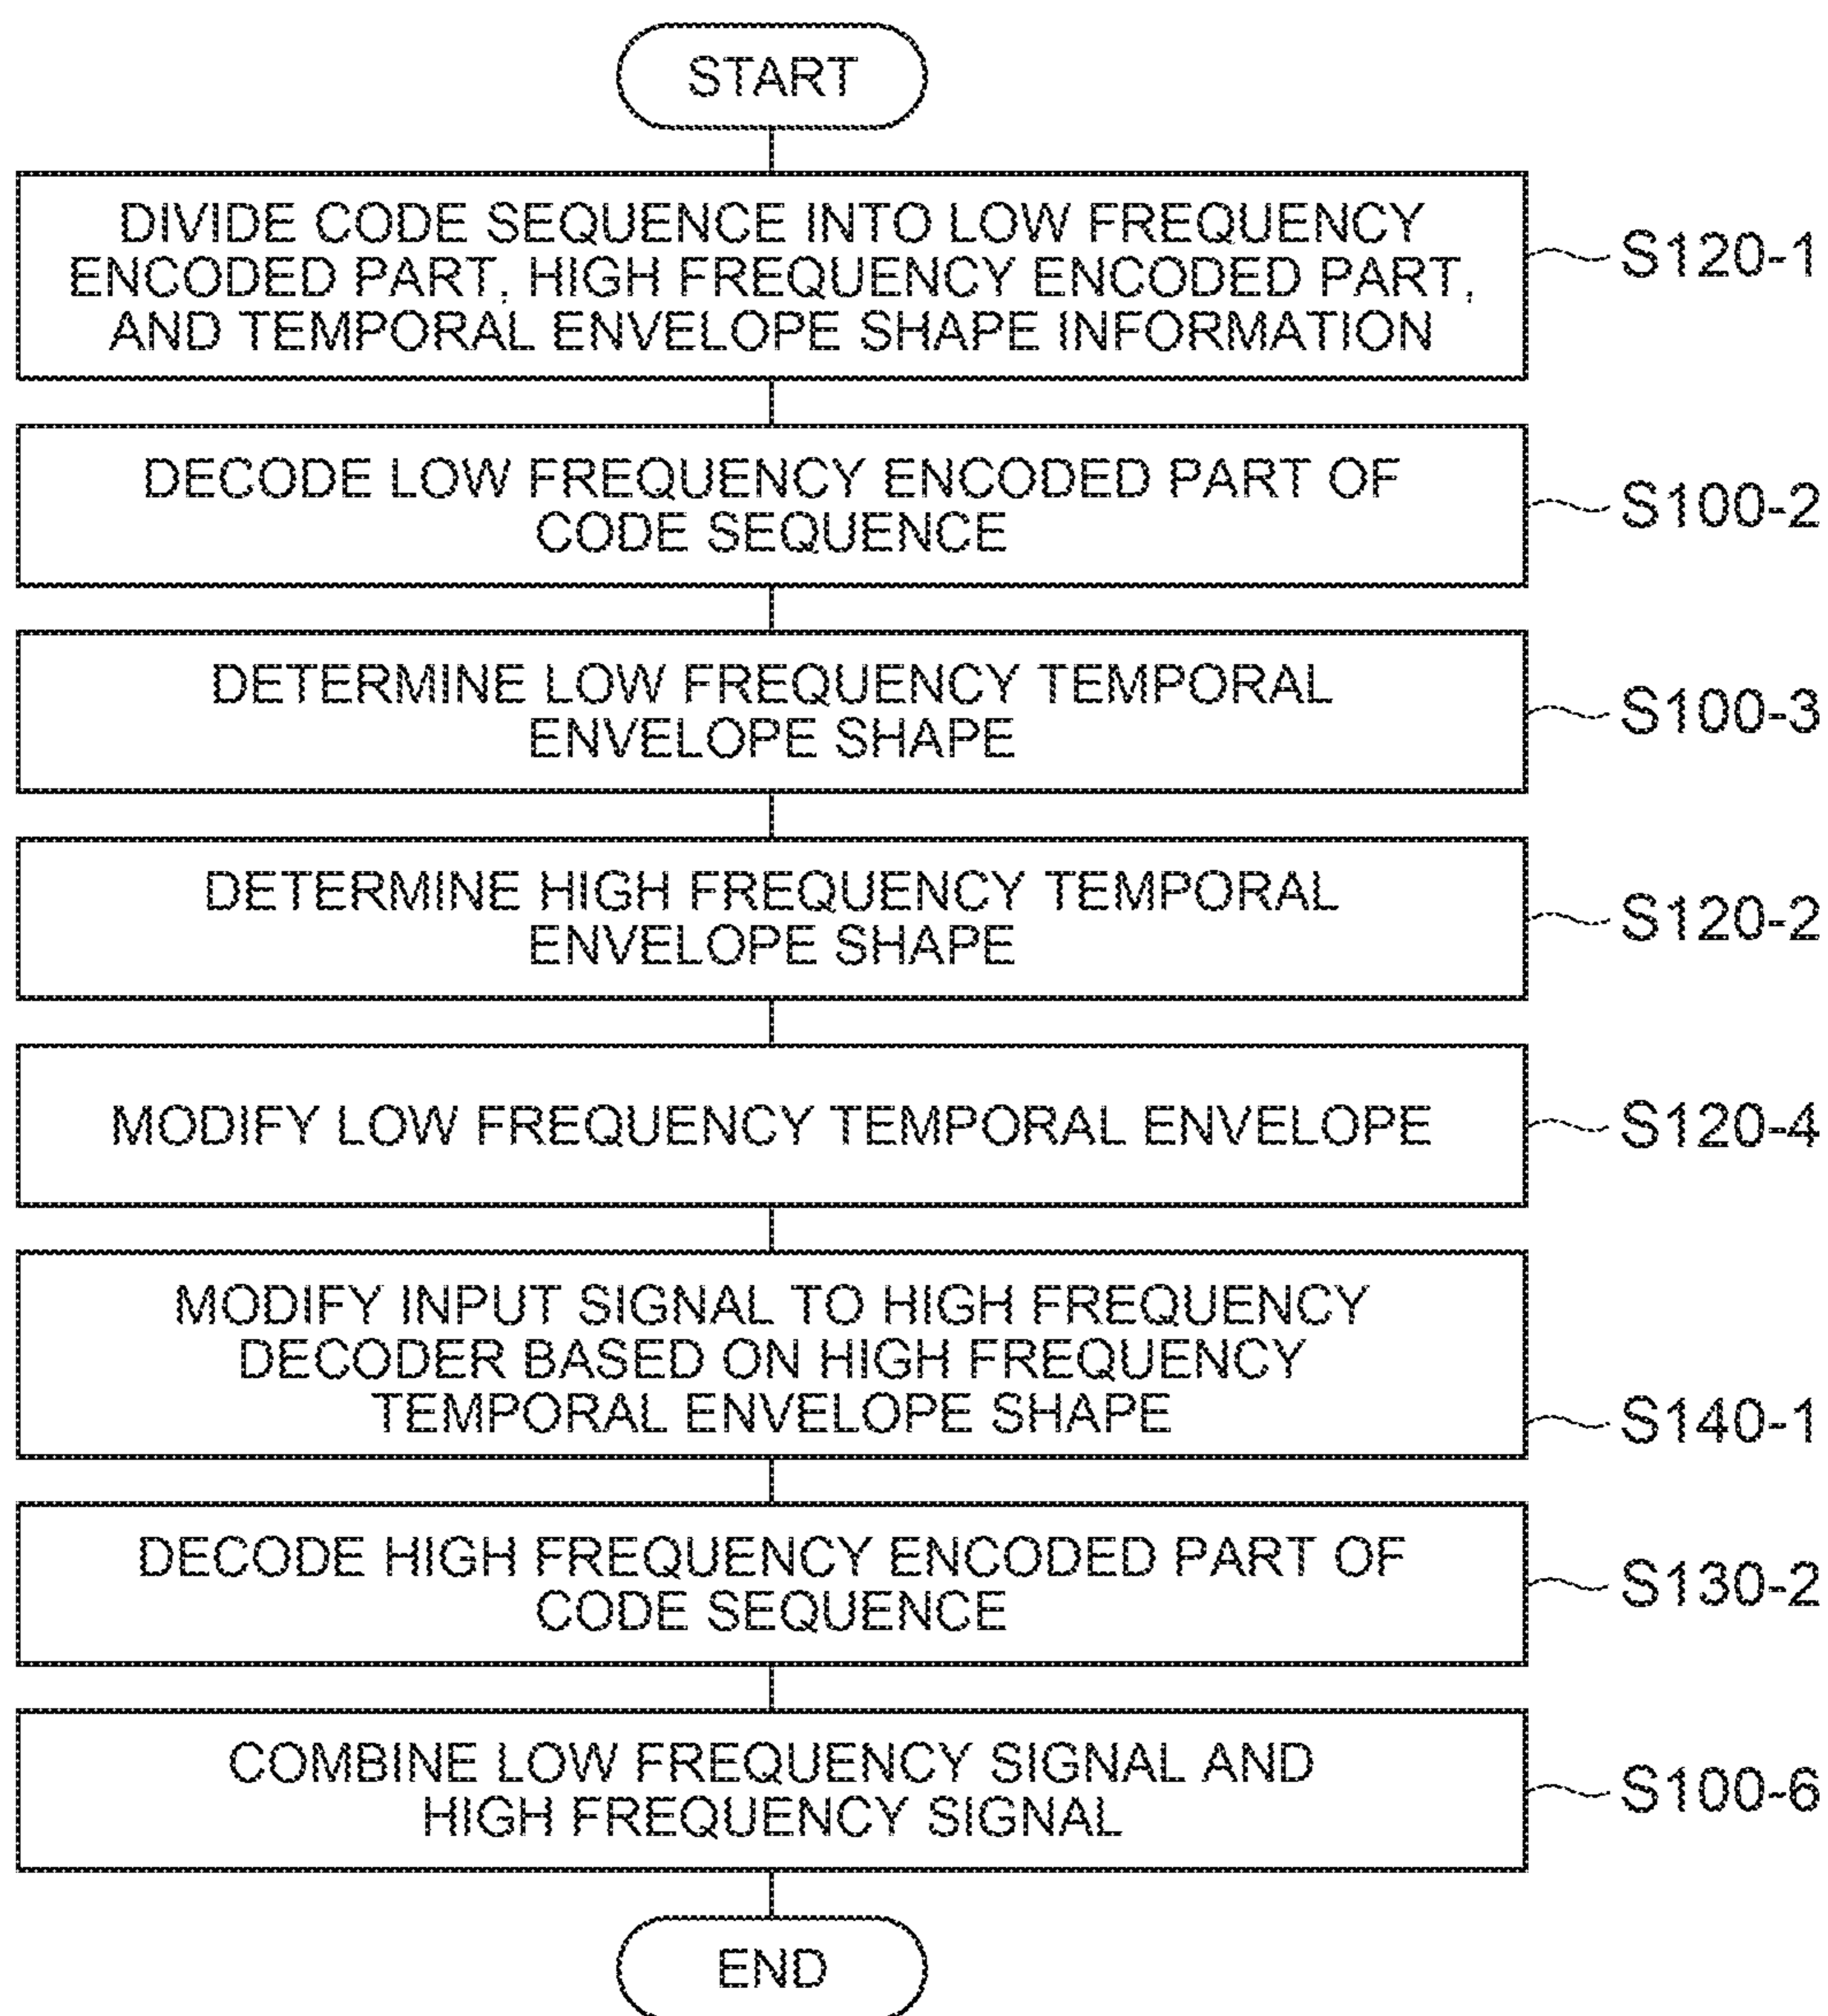 START
DIVIDE CODE SEQUENCE INTO LOW FREQUENCY
ENCODED PART, HIGH FREQUENCY ENCODED PART,
AND TEMPORAL ENVELOPE SHAPE INFORMATION
S120-1
DECODE LOW FREQUENCY ENCODED PART OF
CODE SEQUENCE
S100-2
DETERMINE LOW FREQUENCY TEMPORAL
ENVELOPE SHAPE
S100-3
DETERMINE HIGH FREQUENCY TEMPORAL
ENVELOPE SHAPE
S120-2
MODIFY LOW FREQUENCY TEMPORAL ENVELOPE
S120-4
MODIFY INPUT SIGNAL TO HIGH FREQUENCY
DECODER BASED ON HIGH FREQUENCY
TEMPORAL ENVELOPE SHAPE
S140-1
DECODE HIGH FREQUENCY ENCODED PART OF
CODE SEQUENCE
S130-2
COMBINE LOW FREQUENCY SIGNAL AND
HIGH FREQUENCY SIGNAL
S100-6
END